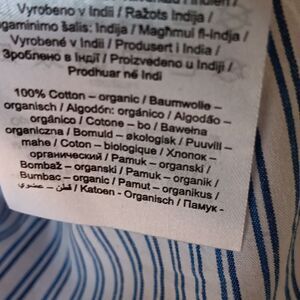 Vyrobeno v Indii / Ražots Indijā /
gaminimo šalis: Indija / Maghmul fl-Indja /
Vyrobené v Indii / Produsert i India /
Зроблено в Індії / Proizvedeno u Indiji /
Prodhuar në Indi
100% Cotton – organic / Baumwolle –
organisch / Algodón: orgánico / Algodão –
orgânico / Cotone – bo / Bawełna
organiczna / Bomuld – økologisk / Puuvill –
mahe / Coton – biologique / Хлопок –
органический / Pamuk – organski /
Bombaž – organski / Pamuk – organik /
Bumbac – organic / Pamut – organikus /
قطن – عضوي / Katoen - Organisch / Памук -